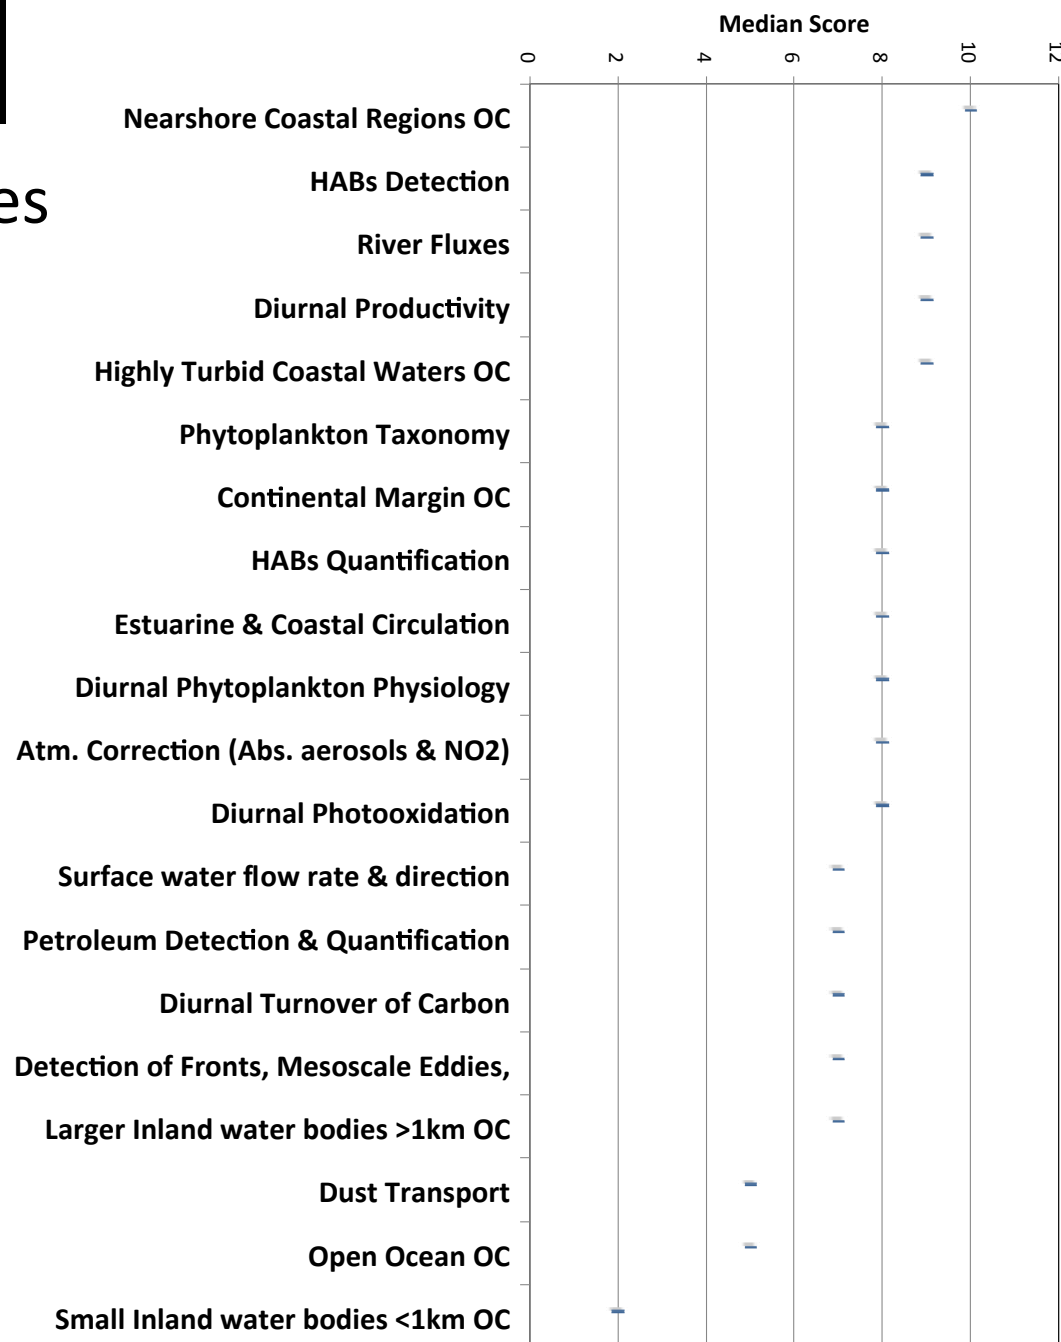 Median Score
0
2
4
6
8
10
12
es
Nearshore Coastal Regions OC
HABs Detection
River Fluxes
Diurnal Productivity
Highly Turbid Coastal Waters OC
Phytoplankton Taxonomy
Continental Margin OC
HABs Quantification
Estuarine & Coastal Circulation
Diurnal Phytoplankton Physiology
Atm. Correction (Abs. aerosols & NO2)
Diurnal Photooxidation
Surface water flow rate & direction
Petroleum Detection & Quantification
Diurnal Turnover of Carbon
Detection of Fronts, Mesoscale Eddies,
Larger Inland water bodies >1km OC
Dust Transport
Open Ocean OC
Small Inland water bodies <1km OC